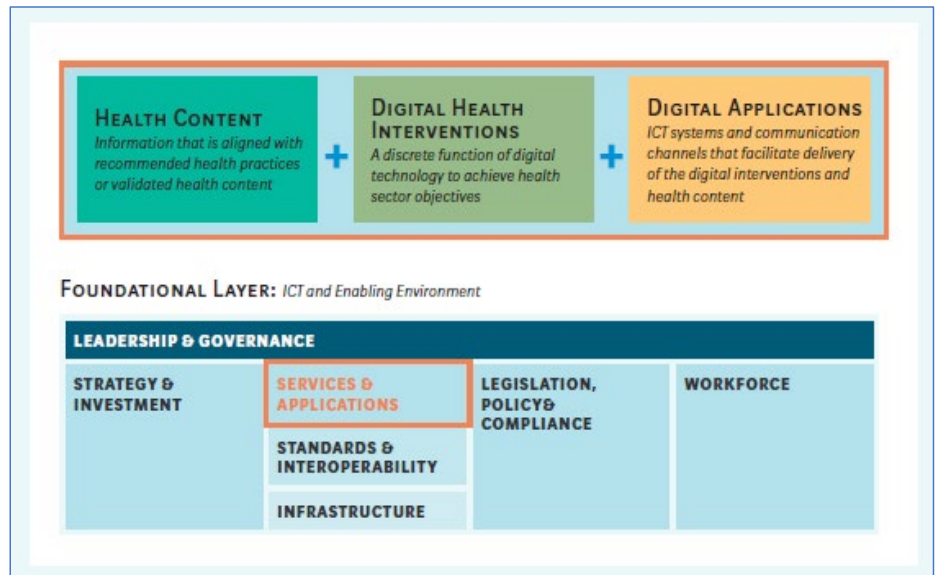 HEALTH CONTENT
Information that is aligned with
recommended health practices
or validated health content
+
DIGITAL HEALTH
INTERVENTIONS
A discrete function of digital
technology to achieve health
sector objectives
+
DIGITAL APPLICATIONS
ICT systems and communication
channels that facilitate delivery
of the digital interventions and
health content
FOUNDATIONAL LAYER: ICT and Enabling Environment
LEADERSHIP & GOVERNANCE
STRATEGY &
INVESTMENT
SERVICES &
APPLICATIONS
STANDARDS &
INTEROPERABILITY
INFRASTRUCTURE
LEGISLATION,
POLICY&
COMPLIANCE
WORKFORCE